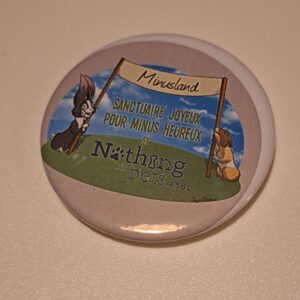 Minusland
SANCTUAIRE JOYEUX
POUR MINUS HEUREUX
Nothing
pets ASBL